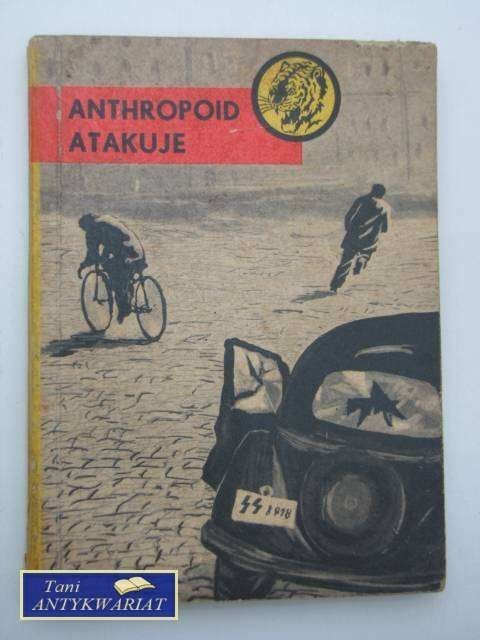 ANTHROPOID
ATAKUJE
SS 1918
Tani
ANTYKWARIAT